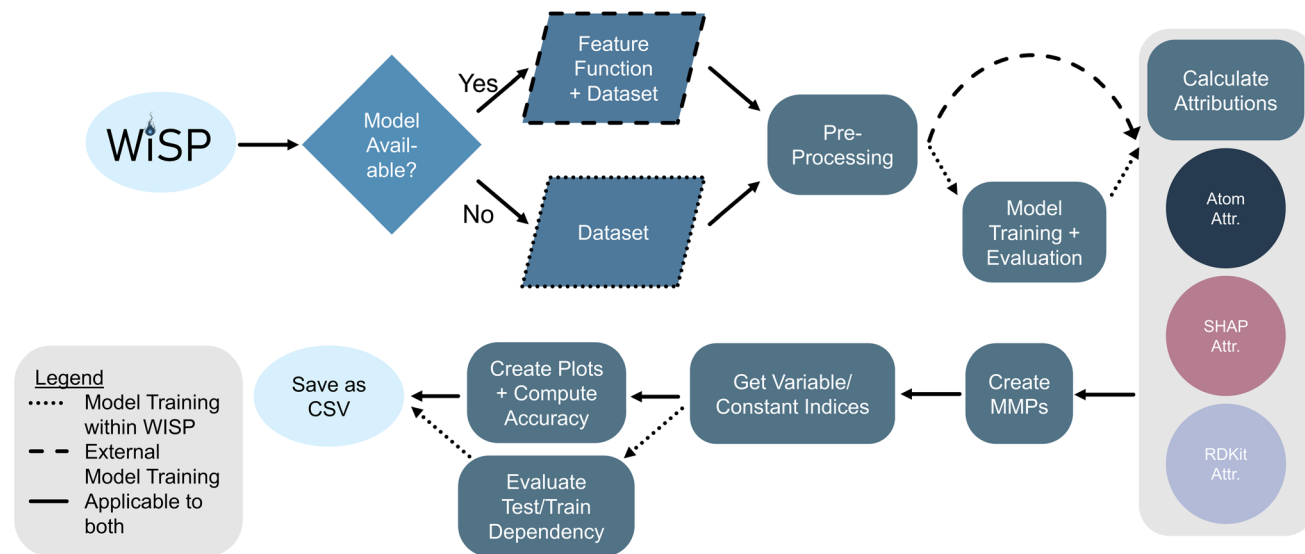 WISP
Model
Avail-
able?
Yes
No
Feature
Function
+ Dataset
Dataset
Pre-
Processing
Model
Training +
Evaluation
Calculate
Attributions
Atom
Attr.
SHAP
Attr.
RDKit
Attr.
Create
MMPs
Get Variable/
Constant Indices
Create Plots
+ Compute
Accuracy
Evaluate
Test/Train
Dependency
Save as
CSV
Legend
Model Training
within WISP
External
Model Training
Applicable to
both